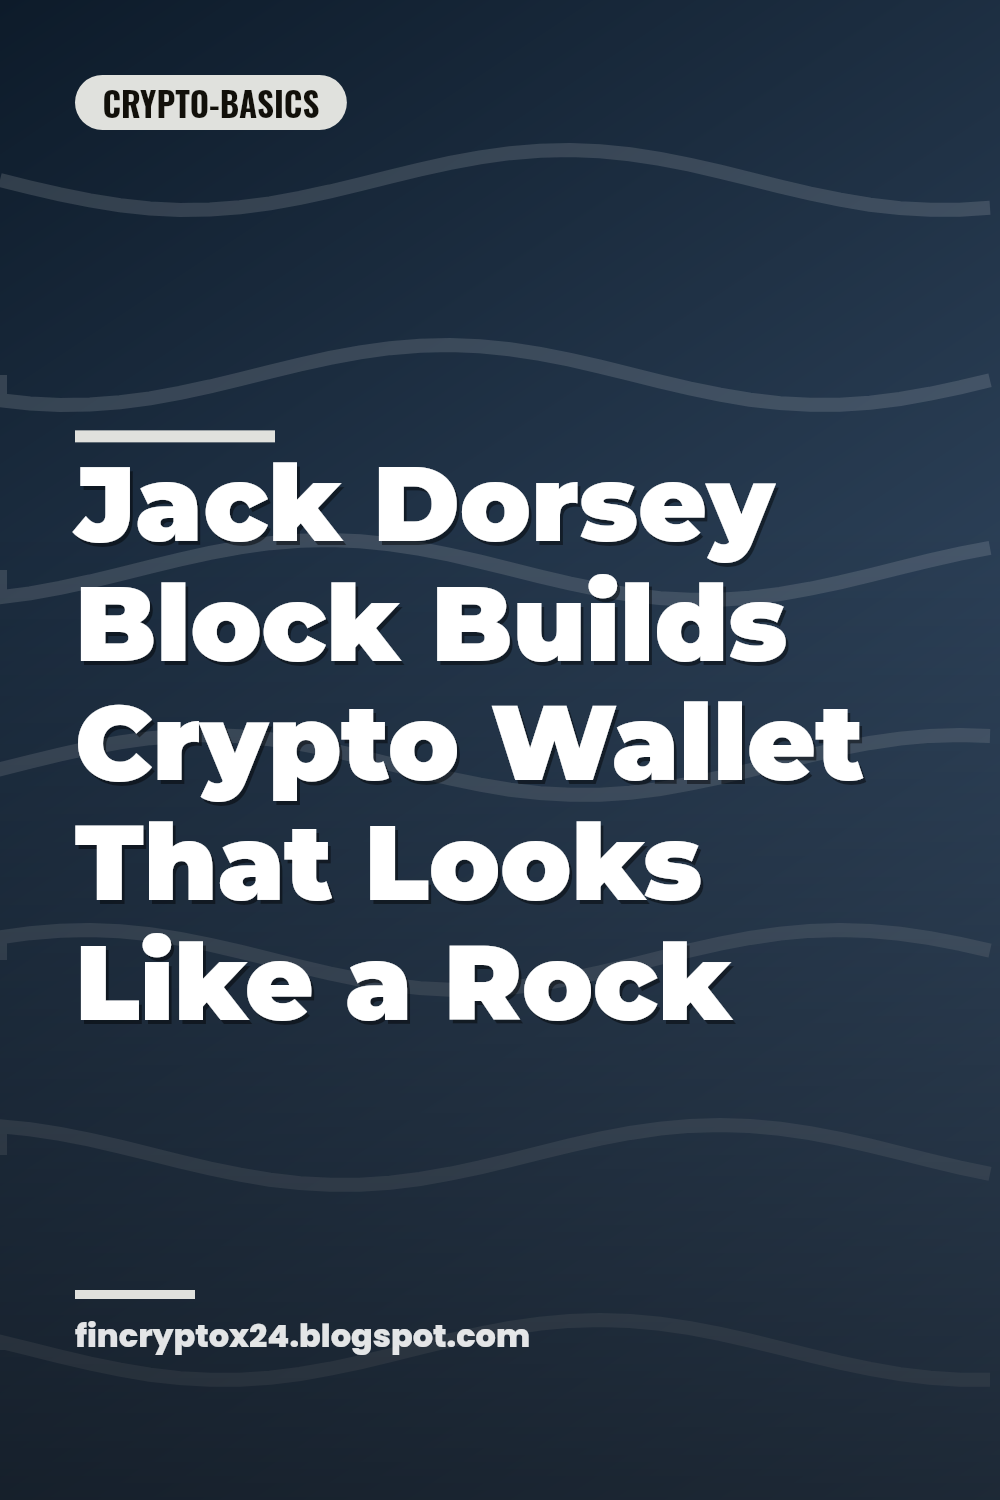 CRYPTO-BASICS
Jack Dorsey
Block Builds
Crypto Wallet
That Looks
Like a Rock
fincryptox24.blogspot.com